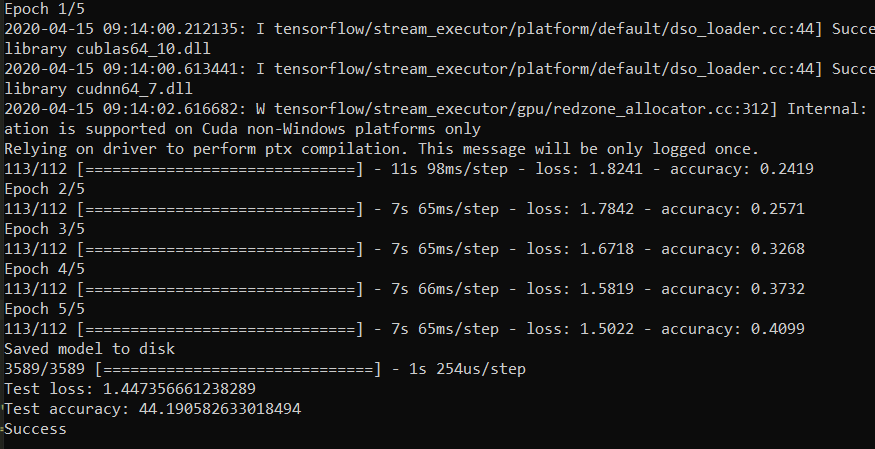 Epoch 1/5
2020-04-15 09:14:00.212135: I tensorflow/stream_executor/platform/default/dso_loader.cc:44] Succe
library cublas64_10.dll
2020-04-15 09:14:00.613441: I tensorflow/stream_executor/platform/default/dso_loader.cc:44] Succe
library cudnn64_7.dll
2020-04-15 09:14:02.616682: W tensorflow/stream_executor/gpu/redzone_allocator.cc:312] Internal:
ation is supported on Cuda non-Windows platforms only
Relying on driver to perform ptx compilation. This message will be only logged once.
113/112 [==============================] - 11s 98ms/step - loss: 1.8241 - accuracy: 0.2419
Epoch 2/5
113/112 [==============================] - 7s 65ms/step - loss: 1.7842 - accuracy: 0.2571
Epoch 3/5
113/112 [==============================] - 7s 65ms/step - loss: 1.6718 - accuracy: 0.3268
Epoch 4/5
113/112 [==============================] - 7s 66ms/step - loss: 1.5819 - accuracy: 0.3732
Epoch 5/5
113/112 [==============================] - 7s 65ms/step - loss: 1.5022 - accuracy: 0.4099
Saved model to disk
3589/3589 [==============================] - 1s 254us/step
Test loss: 1.447356661238289
Test accuracy: 44.190582633018494
Success